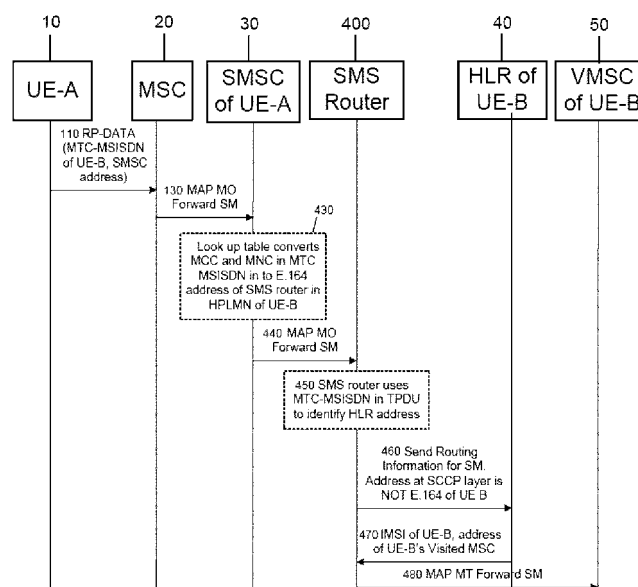 10 20 30 400 40 50
UE-A
MSC
SMSC
of UE-A
SMS
Router
HLR of
UE-B
VMSC
of UE-B
110 RP-DATA
(MTC-MSISDN
of UE-B, SMSC
address)
130 MAP MO
Forward SM
430
Look up table converts
MCC and MNC in MTC
MSISDN in to E.164
address of SMS router in
HPLMN of UE-B
440 MAP MO
Forward SM
450 SMS router uses
MTC-MSISDN in TPDU
to identify HLR address
460 Send Routing
Information for SM.
Address at SCCP layer is
NOT E.164 of UE B
470 IMSI of UE-B, address
of UE-B's Visited MSC
480 MAP MT Forward SM